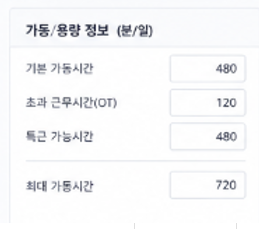 가동/용량 정보 (분/일)
기본 가동시간 480
초과 근무시간(OT) 120
특근 가능시간 480
최대 가동시간 720